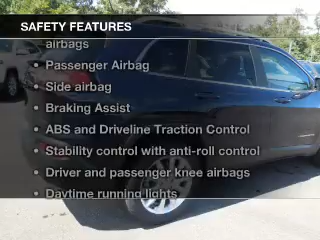 SAFETY FEATURES
airbags
• Passenger Airbag
• Side airbag
• Braking Assist
• ABS and Driveline Traction Control
• Stability control with anti-roll control
• Driver and passenger knee airbags
• Daytime running lights